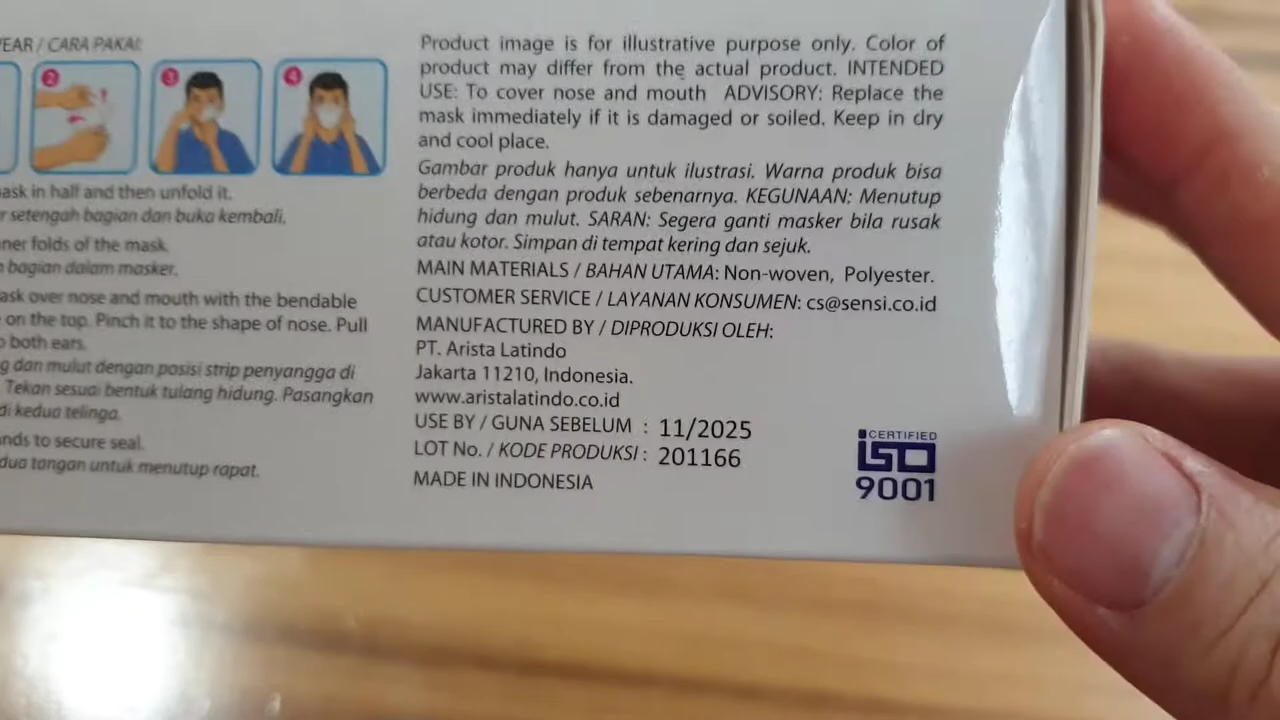 EAR / CARA PAKAI:
2
3
4
ask in half and then unfold it.
r setengah bagian dan buka kembali.
ner folds of the mask.
bagian dalam masker.
ask over nose and mouth with the bendable
on the top. Pinch it to the shape of nose. Pull
both ears.
g dan mulut dengan posisi strip penyangga di
Tekan sesuai bentuk tulang hidung. Pasangkan
di kedua telinga.
nds to secure seal.
dua tangan untuk menutup rapat.
Product image is for illustrative purpose only. Color of
product may differ from the actual product. INTENDED
USE: To cover nose and mouth ADVISORY: Replace the
mask immediately if it is damaged or soiled. Keep in dry
and cool place.
Gambar produk hanya untuk ilustrasi. Warna produk bisa
berbeda dengan produk sebenarnya. KEGUNAAN: Menutup
hidung dan mulut. SARAN: Segera ganti masker bila rusak
atau kotor. Simpan di tempat kering dan sejuk.
MAIN MATERIALS / BAHAN UTAMA: Non-woven, Polyester.
CUSTOMER SERVICE / LAYANAN KONSUMEN: cs@sensi.co.id
MANUFACTURED BY / DIPRODUKSI OLEH:
PT. Arista Latindo
Jakarta 11210, Indonesia.
www.aristalatindo.co.id
USE BY / GUNA SEBELUM : 11/2025
LOT No. / KODE PRODUKSI : 201166
MADE IN INDONESIA
CERTIFIED
ISO
9001